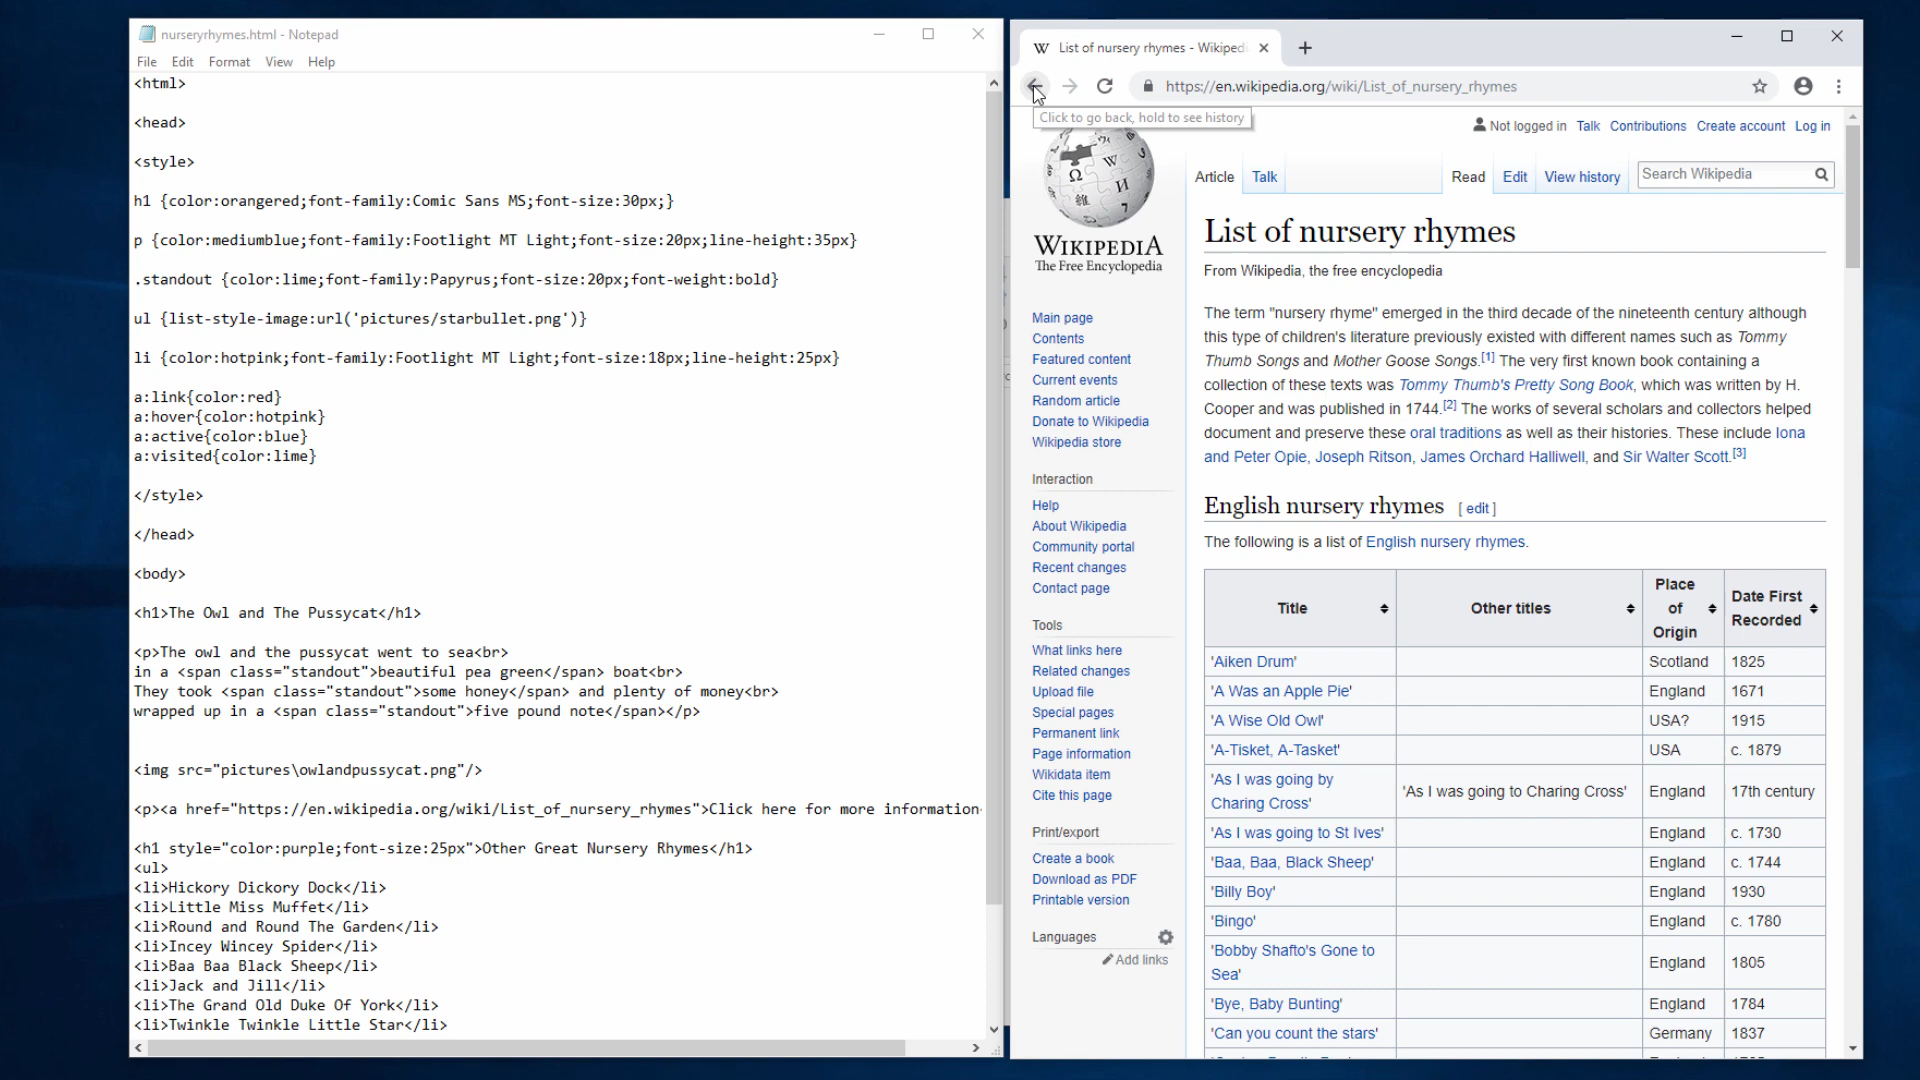 nurseryrhymes.html - Notepad
File Edit Format View Help
<html>
<head>
<style>
h1 {color:orangered;font-family:Comic Sans MS;font-size:30px;}
p {color:mediumblue;font-family:Footlight MT Light;font-size:20px;line-height:35px}
.standout {color:lime;font-family:Papyrus;font-size:20px;font-weight:bold}
ul {list-style-image:url('pictures/starbullet.png')}
li {color:hotpink;font-family:Footlight MT Light;font-size:18px;line-height:25px}
a:link{color:red}
a:hover{color:hotpink}
a:active{color:blue}
a:visited{color:lime}
</style>
</head>
<body>
<h1>The Owl and The Pussycat</h1>
<p>The owl and the pussycat went to sea<br>
in a <span class="standout">beautiful pea green</span> boat<br>
They took <span class="standout">some honey</span> and plenty of money<br>
wrapped up in a <span class="standout">five pound note</span></p>
<img src="pictures\owlandpussycat.png"/>
<p><a href="https://en.wikipedia.org/wiki/List_of_nursery_rhymes">Click here for more information
<h1 style="color:purple;font-size:25px">Other Great Nursery Rhymes</h1>
<ul>
<li>Hickory Dickory Dock</li>
<li>Little Miss Muffet</li>
<li>Round and Round The Garden</li>
<li>Incey Wincey Spider</li>
<li>Baa Baa Black Sheep</li>
<li>Jack and Jill</li>
<li>The Grand Old Duke Of York</li>
<li>Twinkle Twinkle Little Star</li>
List of nursery rhymes - Wikiped
https://en.wikipedia.org/wiki/List_of_nursery_rhymes
Click to go back, hold to see history
Not logged in Talk Contributions Create account Log in
Article Talk Read Edit View history Search Wikipedia
WIKIPEDIA
The Free Encyclopedia
Main page
Contents
Featured content
Current events
Random article
Donate to Wikipedia
Wikipedia store
Interaction
Help
About Wikipedia
Community portal
Recent changes
Contact page
Tools
What links here
Related changes
Upload file
Special pages
Permanent link
Page information
Wikidata item
Cite this page
Print/export
Create a book
Download as PDF
Printable version
Languages
Add links
List of nursery rhymes
From Wikipedia, the free encyclopedia
The term "nursery rhyme" emerged in the third decade of the nineteenth century although
this type of children's literature previously existed with different names such as Tommy
Thumb Songs and Mother Goose Songs.[1] The very first known book containing a
collection of these texts was Tommy Thumb's Pretty Song Book, which was written by H.
Cooper and was published in 1744.[2] The works of several scholars and collectors helped
document and preserve these oral traditions as well as their histories. These include Iona
and Peter Opie, Joseph Ritson, James Orchard Halliwell, and Sir Walter Scott.[3]
English nursery rhymes [ edit ]
The following is a list of English nursery rhymes.
Title Other titles Place of Origin Date First Recorded
'Aiken Drum' Scotland 1825
'A Was an Apple Pie' England 1671
'A Wise Old Owl' USA? 1915
'A-Tisket, A-Tasket' USA c. 1879
'As I was going by Charing Cross' 'As I was going to Charing Cross' England 17th century
'As I was going to St Ives' England c. 1730
'Baa, Baa, Black Sheep' England c. 1744
'Billy Boy' England 1930
'Bingo' England c. 1780
'Bobby Shafto's Gone to Sea' England 1805
'Bye, Baby Bunting' England 1784
'Can you count the stars' Germany 1837